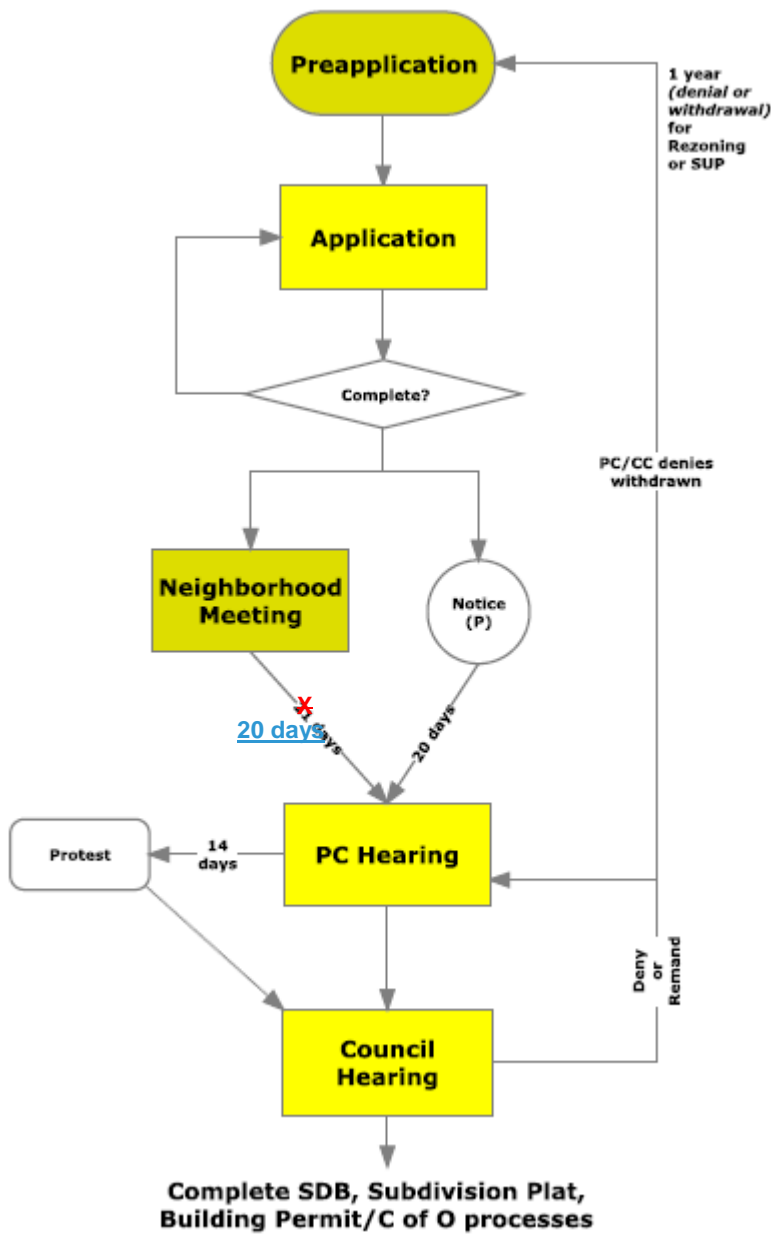 Preapplication
1 year
(denial or
withdrawal)
for
Rezoning
or SUP
Application
Complete?
PC/CC denies
withdrawn
Neighborhood
Meeting
Notice
(P)
X
20 days
days
20 days
PC Hearing
Protest
14
days
Deny
or
Remand
Council
Hearing
Complete SDB, Subdivision Plat,
Building Permit/C of O processes